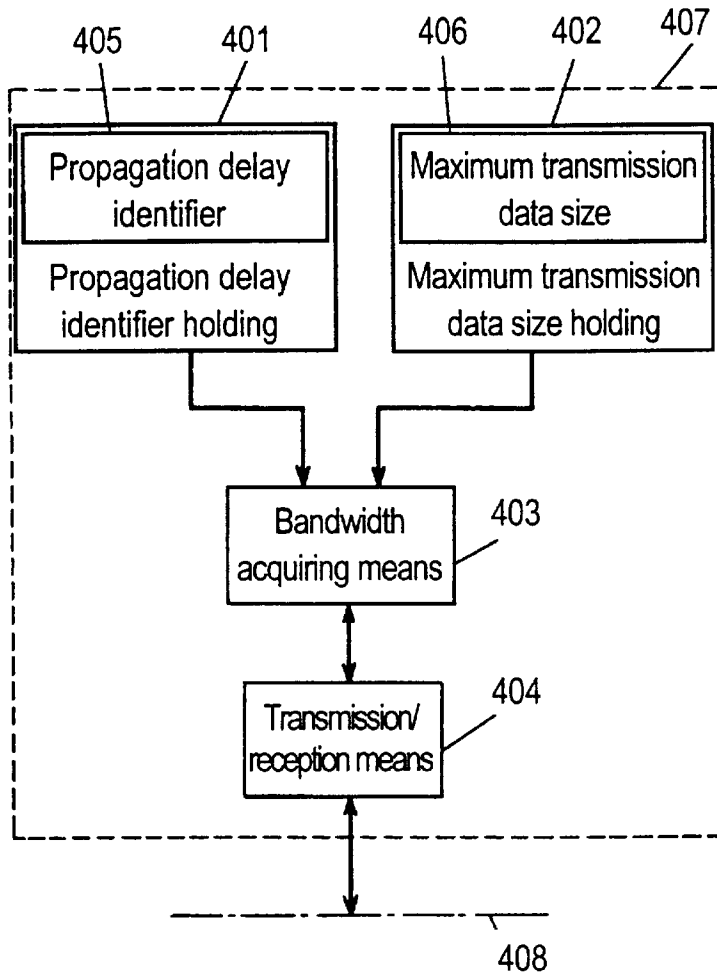 405 401 406 402 407
Propagation delay
identifier
Propagation delay
identifier holding
Maximum transmission
data size
Maximum transmission
data size holding
Bandwidth
acquiring means
403
Transmission/
reception means
404
408